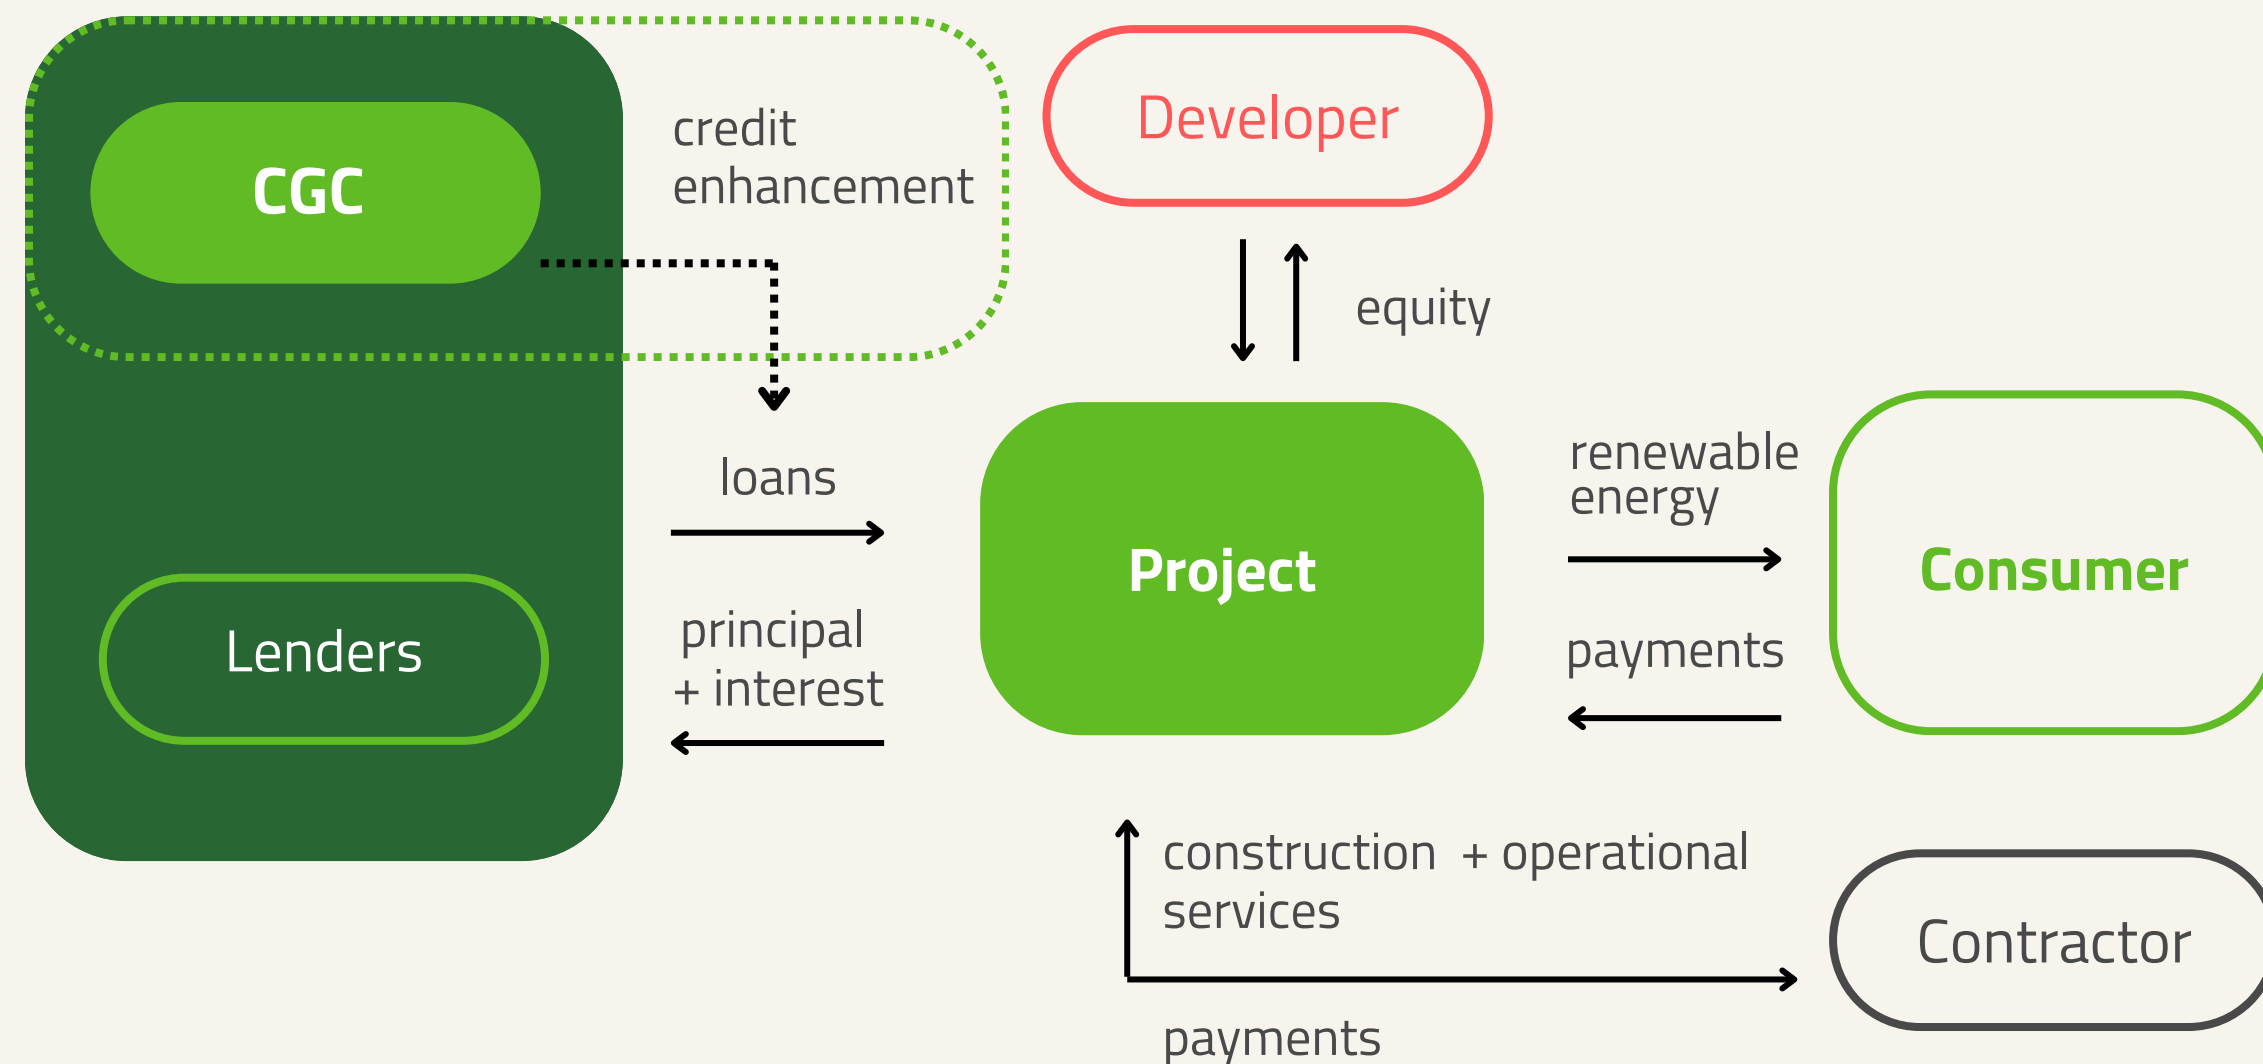 CGC
credit
enhancement
Developer
equity
loans
Lenders
principal
+ interest
Project
renewable
energy
payments
Consumer
construction + operational
services
payments
Contractor